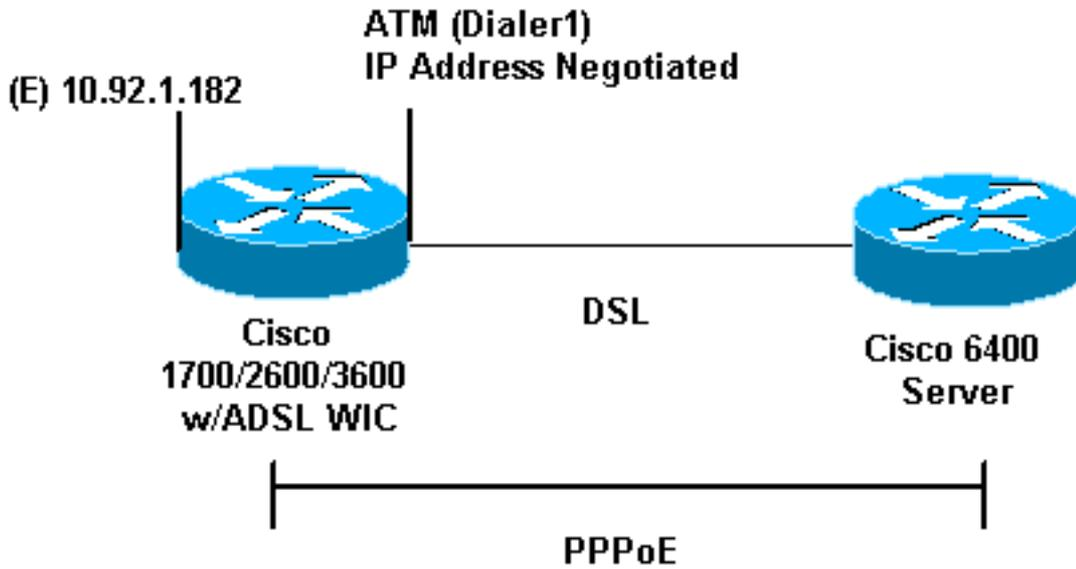 ATM (Dialer1)
IP Address Negotiated
(E) 10.92.1.182
DSL
Cisco
1700/2600/3600
w/ADSL WIC
Cisco 6400
Server
PPPoE